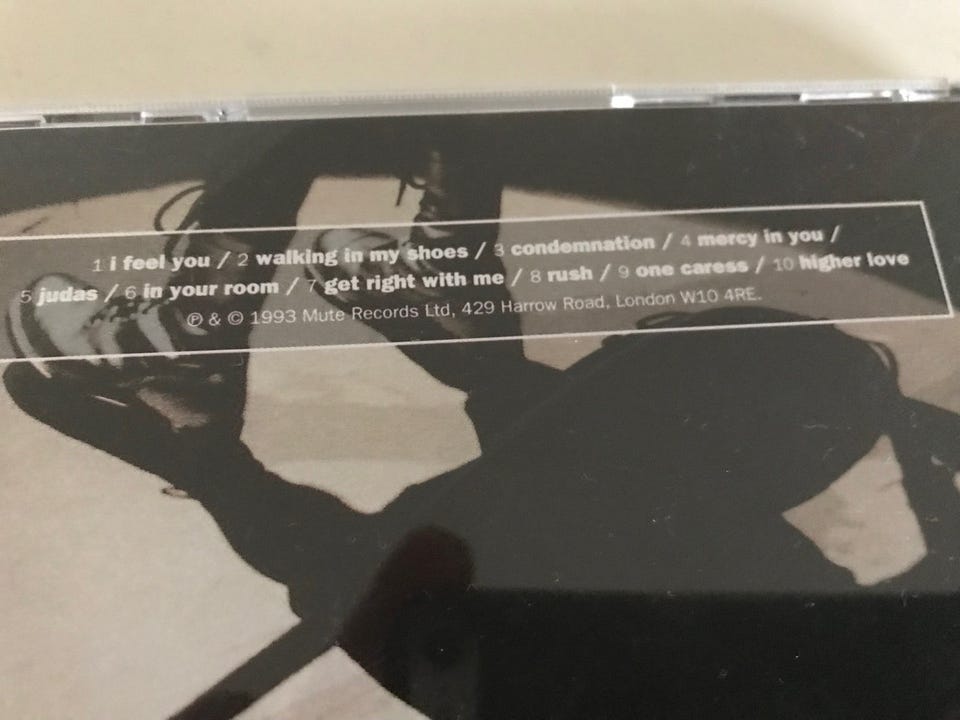 1 i feel you / 2 walking in my shoes / 3 condemnation / 4 mercy in you /
5 judas / 6 in your room / 7 get right with me / 8 rush / 9 one caress / 10 higher love
℗ & © 1993 Mute Records Ltd, 429 Harrow Road, London W10 4RE.